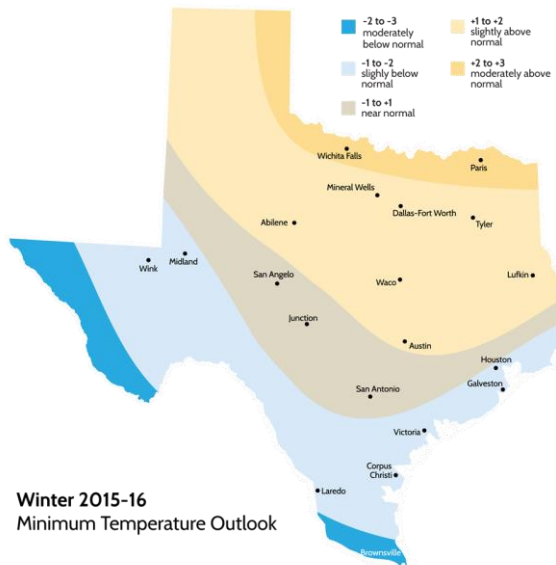 -2 to -3
moderately
below normal
-1 to -2
slighly below
normal
-1 to +1
near normal
+1 to +2
slightly above
normal
+2 to +3
moderately above
normal
Wichita Falls
Paris
Mineral Wells
Dallas-Fort Worth
Tyler
Abilene
Wink
Midland
San Angelo
Waco
Lufkin
Junction
Austin
Houston
Galveston
San Antonio
Victoria
Corpus
Christi
Laredo
Brownsville
Winter 2015-16
Minimum Temperature Outlook